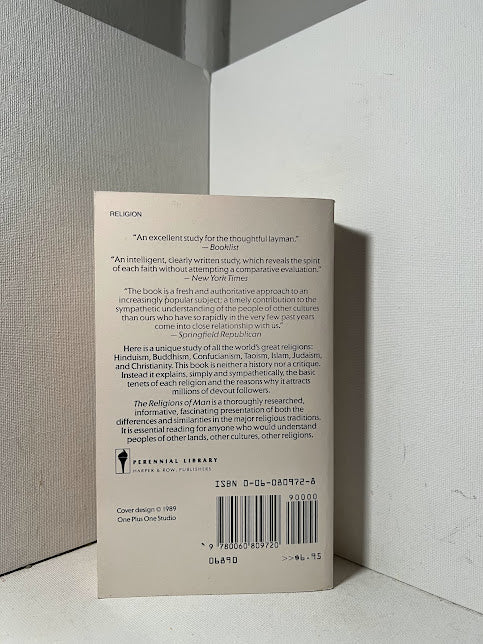 RELIGION
"An excellent study for the thoughtful layman."
— Booklist
"An intelligent, clearly written study, which reveals the spirit
of each faith without attempting a comparative evaluation."
— New York Times
"The book is a fresh and authoritative approach to an
increasingly popular subject; a timely contribution to the
sympathetic understanding of the people of other cultures
than ours who have so rapidly in the very few past years
come into close relationship with us."
— Springfield Republican
Here is a unique study of all the world's great religions:
Hinduism, Buddhism, Confucianism, Taoism, Islam, Judaism,
and Christianity. This book is neither a history nor a critique.
Instead it explains, simply and sympathetically, the basic
tenets of each religion and the reasons why it attracts
millions of devout followers.
The Religions of Man is a thoroughly researched,
informative, fascinating presentation of both the
differences and similarities in the major religious traditions.
It is essential reading for anyone who would understand
peoples of other lands, other cultures, other religions.
PERENNIAL LIBRARY
HARPER & ROW, PUBLISHERS
ISBN 0-06-080972-8
90000
Cover design © 1989
One Plus One Studio
9 780060 809720
06890 >>$6.95